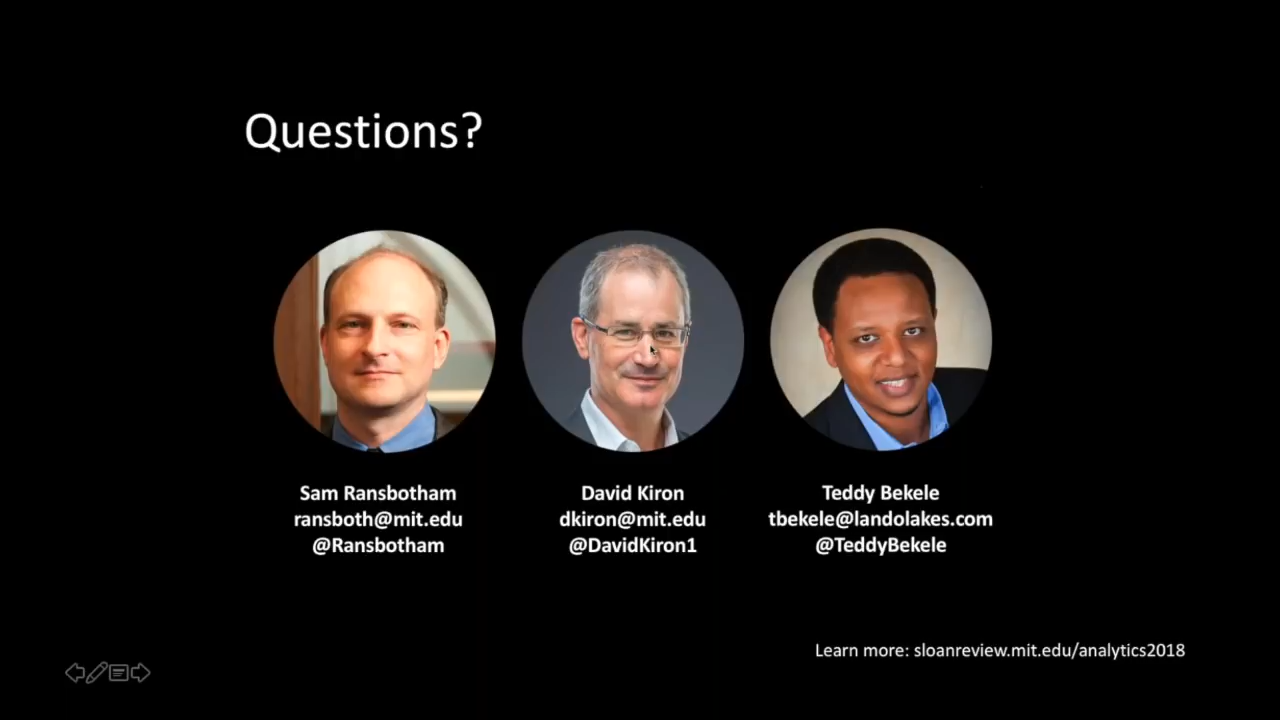 Questions?
Sam Ransbotham
ransboth@mit.edu
@Ransbotham
David Kiron
dkiron@mit.edu
@DavidKiron1
Teddy Bekele
tbekele@landolakes.com
@TeddyBekele
Learn more: sloanreview.mit.edu/analytics2018